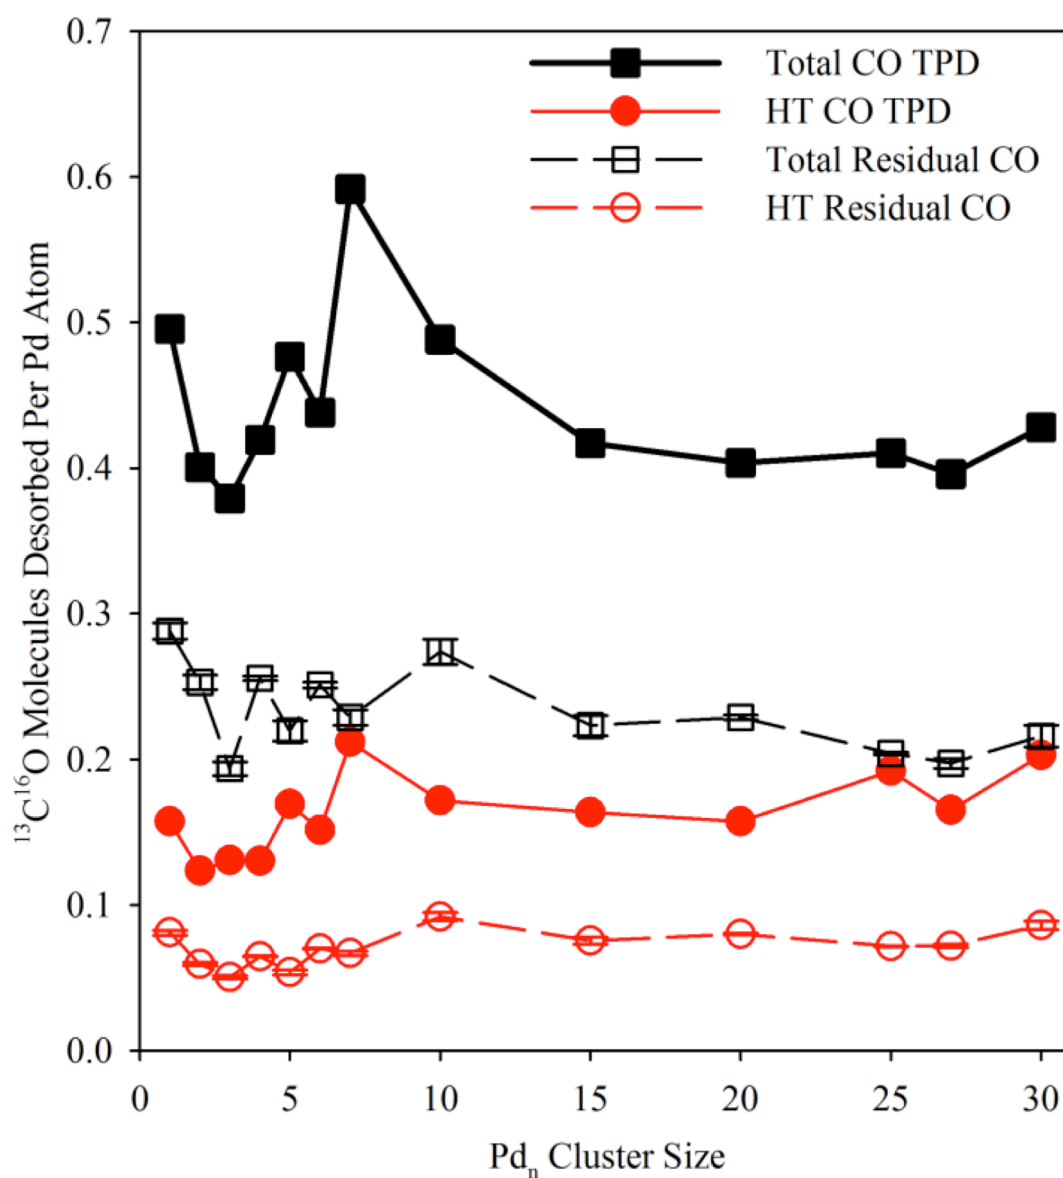 0.7
0.6
0.5
0.4
0.3
0.2
0.1
0.0
¹³C¹⁶O Molecules Desorbed Per Pd Atom
Total CO TPD
HT CO TPD
Total Residual CO
HT Residual CO
0 5 10 15 20 25 30
Pdₙ Cluster Size